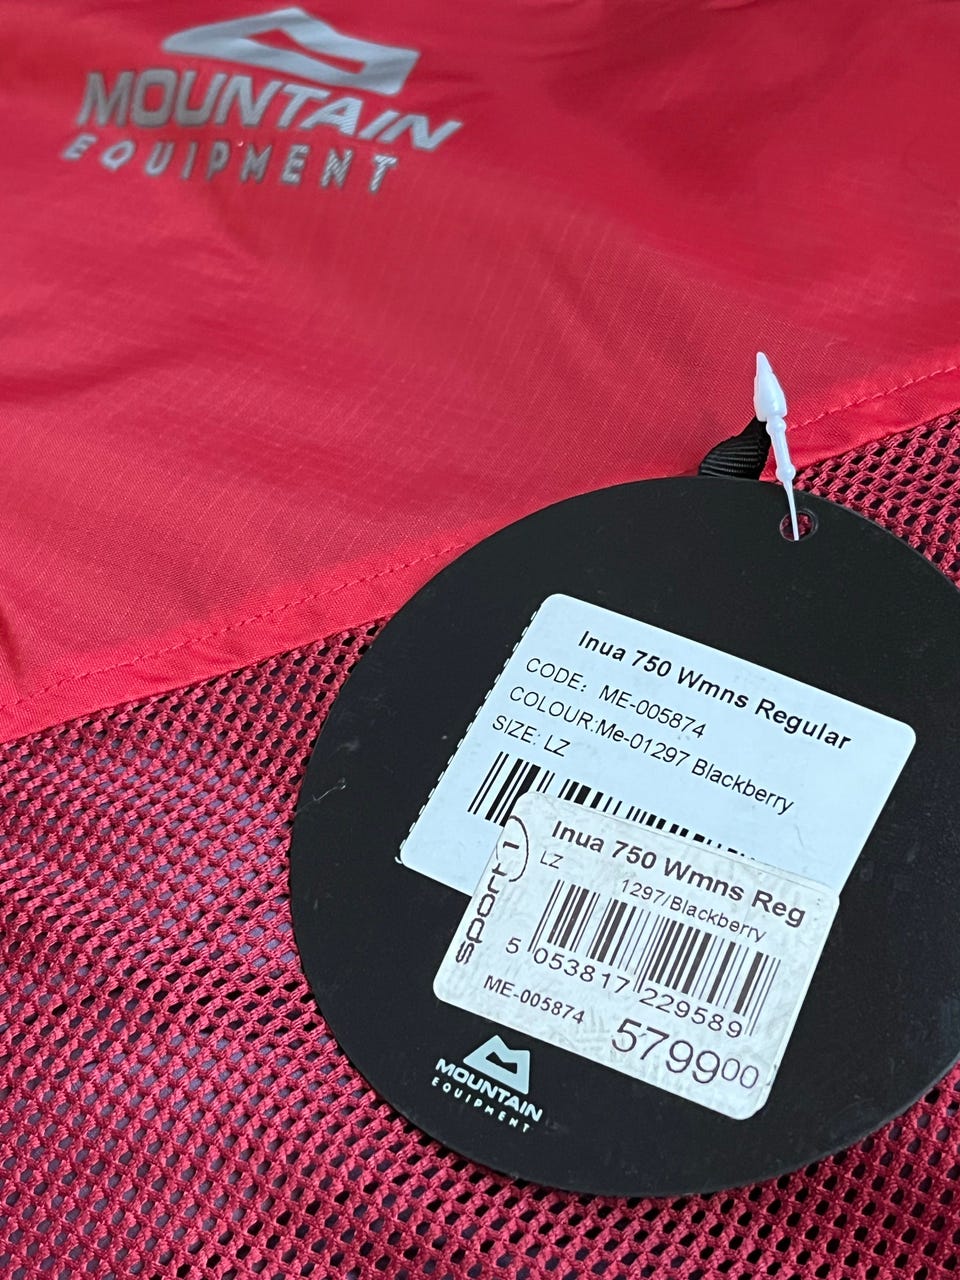 MOUNTAIN
EQUIPMENT
Inua 750 Wmns Regular
CODE: ME-005874
COLOUR:Me-01297 Blackberry
SIZE: LZ
Inua 750 Wmns Reg
LZ
1297/Blackberry
sport 1
5 053817 229589
ME-005874
579900
MOUNTAIN
EQUIPMENT